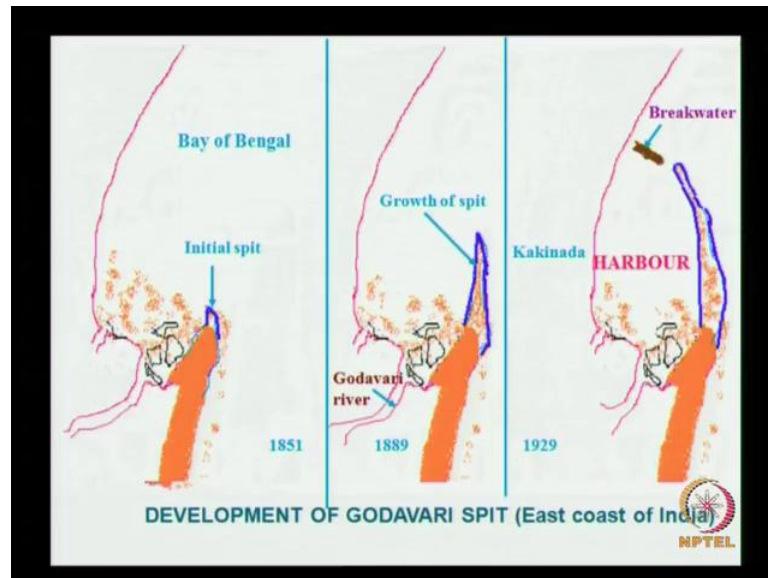 Bay of Bengal
Initial spit
1851
Growth of spit
Godavari
river
1889
Breakwater
Kakinada
HARBOUR
1929
DEVELOPMENT OF GODAVARI SPIT (East coast of India)
NPTEL